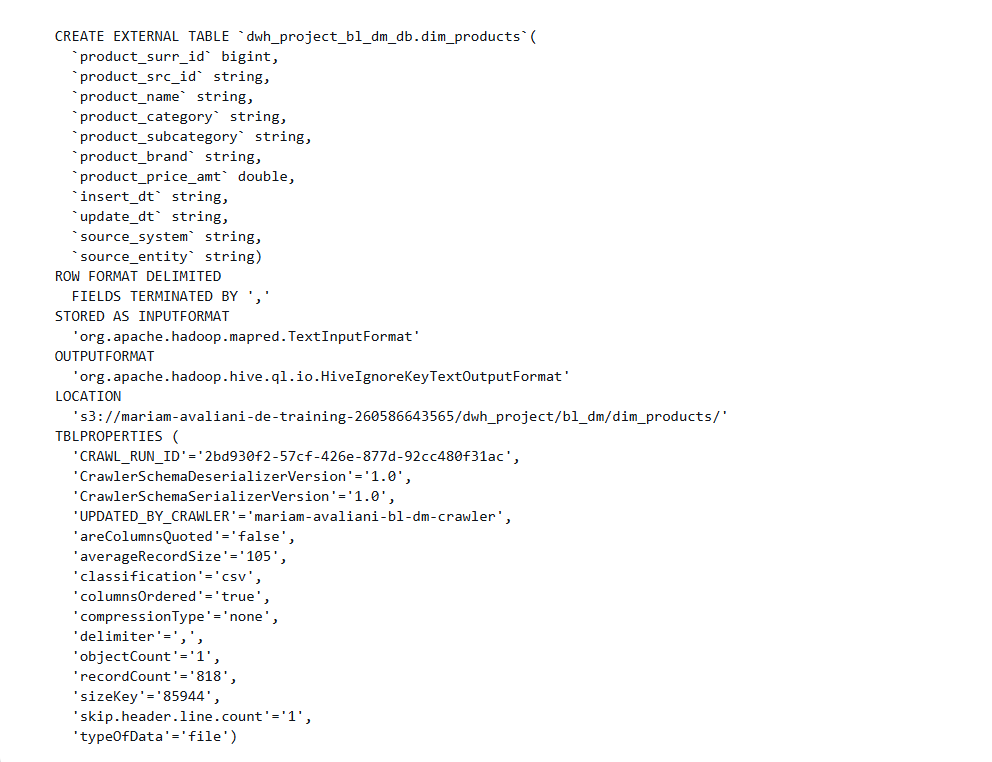 CREATE EXTERNAL TABLE `dwh_project_bl_dm_db.dim_products`(
  `product_surr_id` bigint,
  `product_src_id` string,
  `product_name` string,
  `product_category` string,
  `product_subcategory` string,
  `product_brand` string,
  `product_price_amt` double,
  `insert_dt` string,
  `update_dt` string,
  `source_system` string,
  `source_entity` string)
ROW FORMAT DELIMITED
  FIELDS TERMINATED BY ','
STORED AS INPUTFORMAT
  'org.apache.hadoop.mapred.TextInputFormat'
OUTPUTFORMAT
  'org.apache.hadoop.hive.ql.io.HiveIgnoreKeyTextOutputFormat'
LOCATION
  's3://mariam-avaliani-de-training-260586643565/dwh_project/bl_dm/dim_products/'
TBLPROPERTIES (
  'CRAWL_RUN_ID'='2bd930f2-57cf-426e-877d-92cc480f31ac',
  'CrawlerSchemaDeserializerVersion'='1.0',
  'CrawlerSchemaSerializerVersion'='1.0',
  'UPDATED_BY_CRAWLER'='mariam-avaliani-bl-dm-crawler',
  'areColumnsQuoted'='false',
  'averageRecordSize'='105',
  'classification'='csv',
  'columnsOrdered'='true',
  'compressionType'='none',
  'delimiter'=',',
  'objectCount'='1',
  'recordCount'='818',
  'sizeKey'='85944',
  'skip.header.line.count'='1',
  'typeOfData'='file')